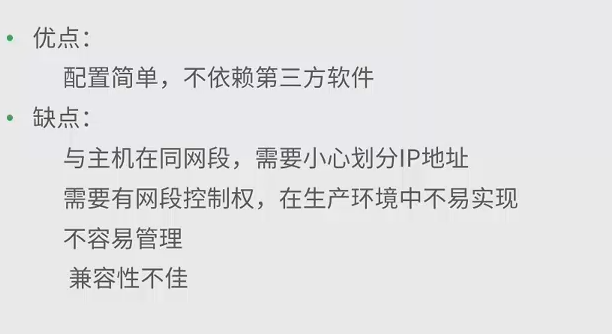 优点：
配置简单，不依赖第三方软件
缺点：
与主机在同网段，需要小心划分IP地址
需要有网段控制权，在生产环境中不易实现
不容易管理
兼容性不佳